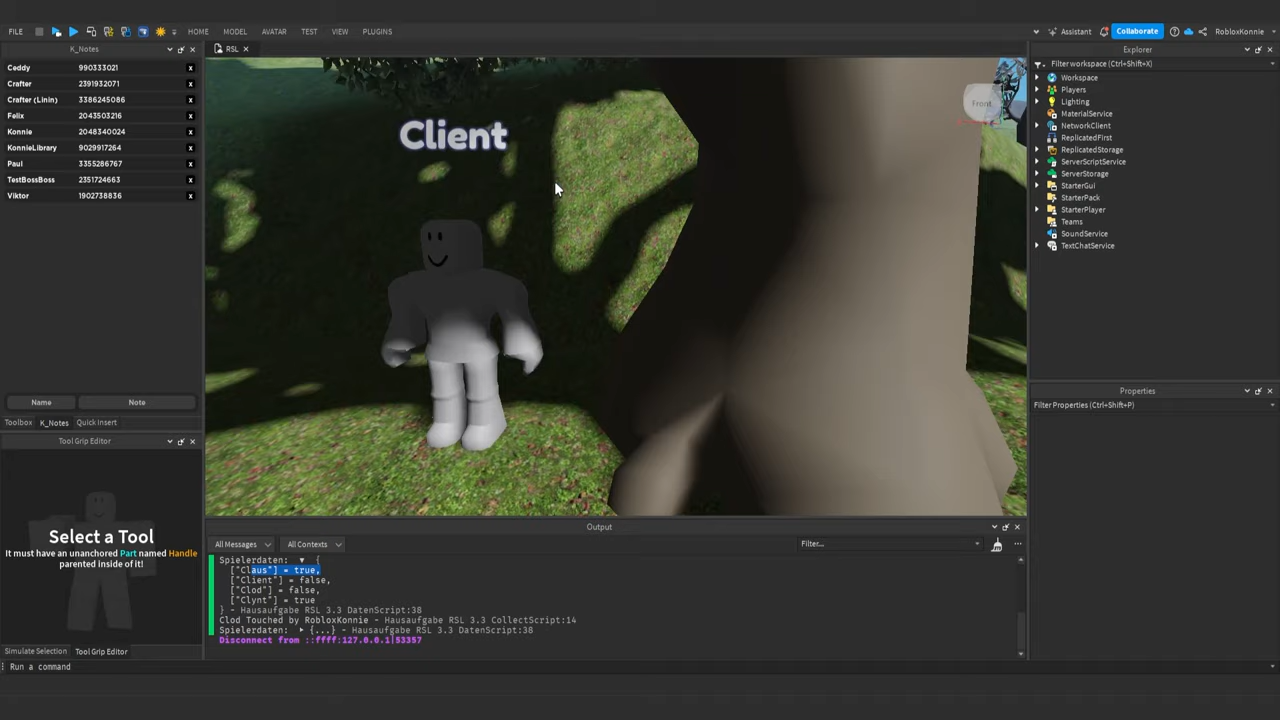 FILE HOME MODEL AVATAR TEST VIEW PLUGINS Assistant Collaborate RobloxKonnie
K_Notes
RSL
Explorer
Ceddy 990333021 x
Crafter 2391932071 x
Crafter (Linin) 3386245086 x
Felix 2043503216 x
Konnie 2048340024 x
KonnieLibrary 9029917264 x
Paul 3355286767 x
TestBossBoss 2351724663 x
Viktor 1902738836 x
Name Note
Toolbox K_Notes Quick Insert
Tool Grip Editor
Select a Tool
It must have an unanchored Part named Handle
parented inside of it!
Simulate Selection Tool Grip Editor
Client
Front
Filter workspace (Ctrl+Shift+X)
Workspace
Players
Lighting
MaterialService
NetworkClient
ReplicatedFirst
ReplicatedStorage
ServerScriptService
ServerStorage
StarterGui
StarterPack
StarterPlayer
Teams
SoundService
TextChatService
Properties
Filter Properties (Ctrl+Shift+P)
Output
All Messages All Contexts Filter...
Spielerdaten: ▼ {
["Claus"] = true,
["Client"] = false,
["Clod"] = false,
["Clynt"] = true
} - Hausaufgabe RSL 3.3 DatenScript:38
Clod Touched by RobloxKonnie - Hausaufgabe RSL 3.3 CollectScript:14
Spielerdaten: ▶ {...} - Hausaufgabe RSL 3.3 DatenScript:38
Disconnect from ::ffff:127.0.0.1|53357
Run a command